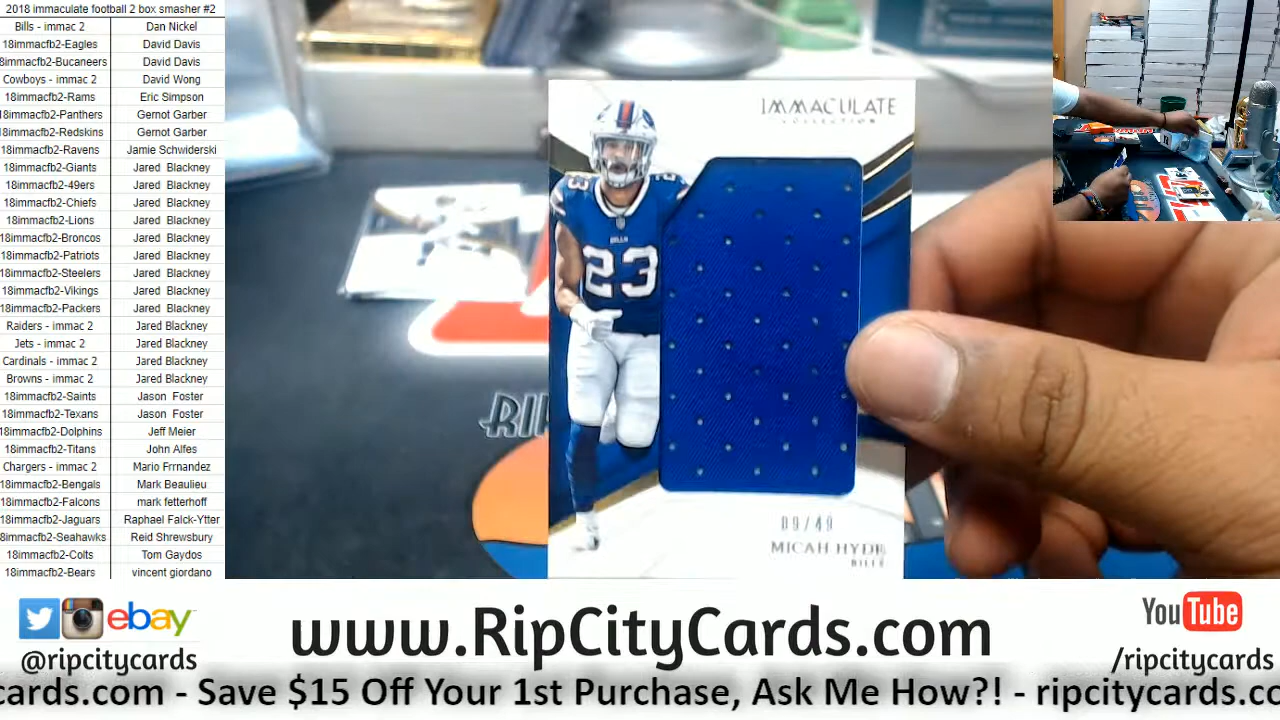 2018 immaculate football 2 box smasher #2
Bills - immac 2 Dan Nickel
18immacfb2-Eagles David Davis
18immacfb2-Bucaneers David Davis
Cowboys - immac 2 David Wong
18immacfb2-Rams Eric Simpson
18immacfb2-Panthers Gernot Garber
18immacfb2-Redskins Gernot Garber
18immacfb2-Ravens Jamie Schwiderski
18immacfb2-Giants Jared Blackney
18immacfb2-49ers Jared Blackney
18immacfb2-Chiefs Jared Blackney
18immacfb2-Lions Jared Blackney
18immacfb2-Broncos Jared Blackney
18immacfb2-Patriots Jared Blackney
18immacfb2-Steelers Jared Blackney
18immacfb2-Vikings Jared Blackney
18immacfb2-Packers Jared Blackney
Raiders - immac 2 Jared Blackney
Jets - immac 2 Jared Blackney
Cardinals - immac 2 Jared Blackney
Browns - immac 2 Jared Blackney
18immacfb2-Saints Jason Foster
18immacfb2-Texans Jason Foster
18immacfb2-Dolphins Jeff Meier
18immacfb2-Titans John Alfes
Chargers - immac 2 Mario Frrnandez
18immacfb2-Bengals Mark Beaulieu
18immacfb2-Falcons mark fetterhoff
18immacfb2-Jaguars Raphael Falck-Ytter
18immacfb2-Seahawks Reid Shrewsbury
18immacfb2-Colts Tom Gaydos
18immacfb2-Bears vincent giordano
IMMACULATE
COLLECTION
23
BILLS
23
RIP
09/49
MICAH HYDE
BILLS
ebay
@ripcitycards
www.RipCityCards.com
YouTube
/ripcitycards
cards.com - Save $15 Off Your 1st Purchase, Ask Me How?! - ripcitycards.co